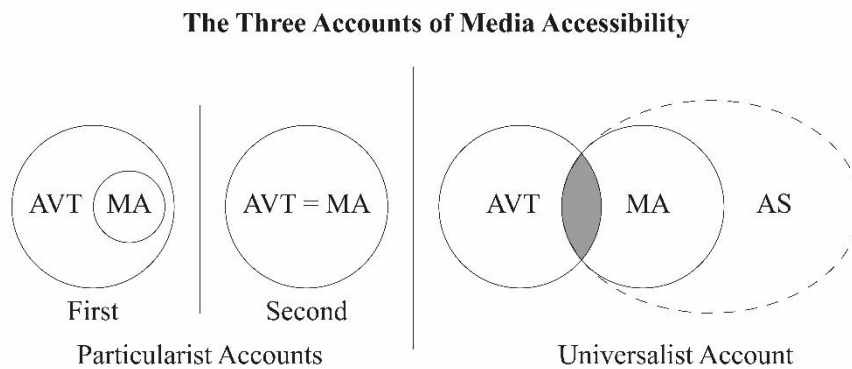 The Three Accounts of Media Accessibility
AVT MA
AVT = MA
AVT MA AS
First
Second
Particularist Accounts
Universalist Account